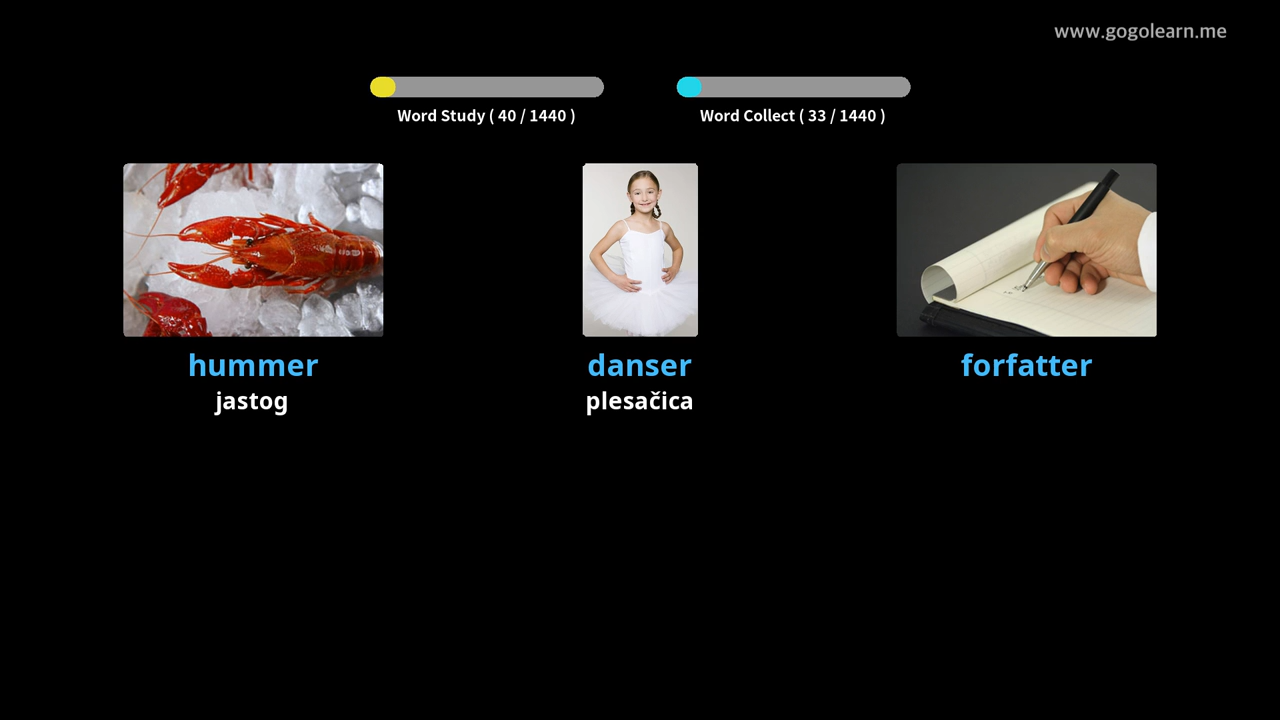 www.gogolearn.me
Word Study ( 40 / 1440 )
Word Collect ( 33 / 1440 )
hummer
jastog
danser
plesačica
forfatter